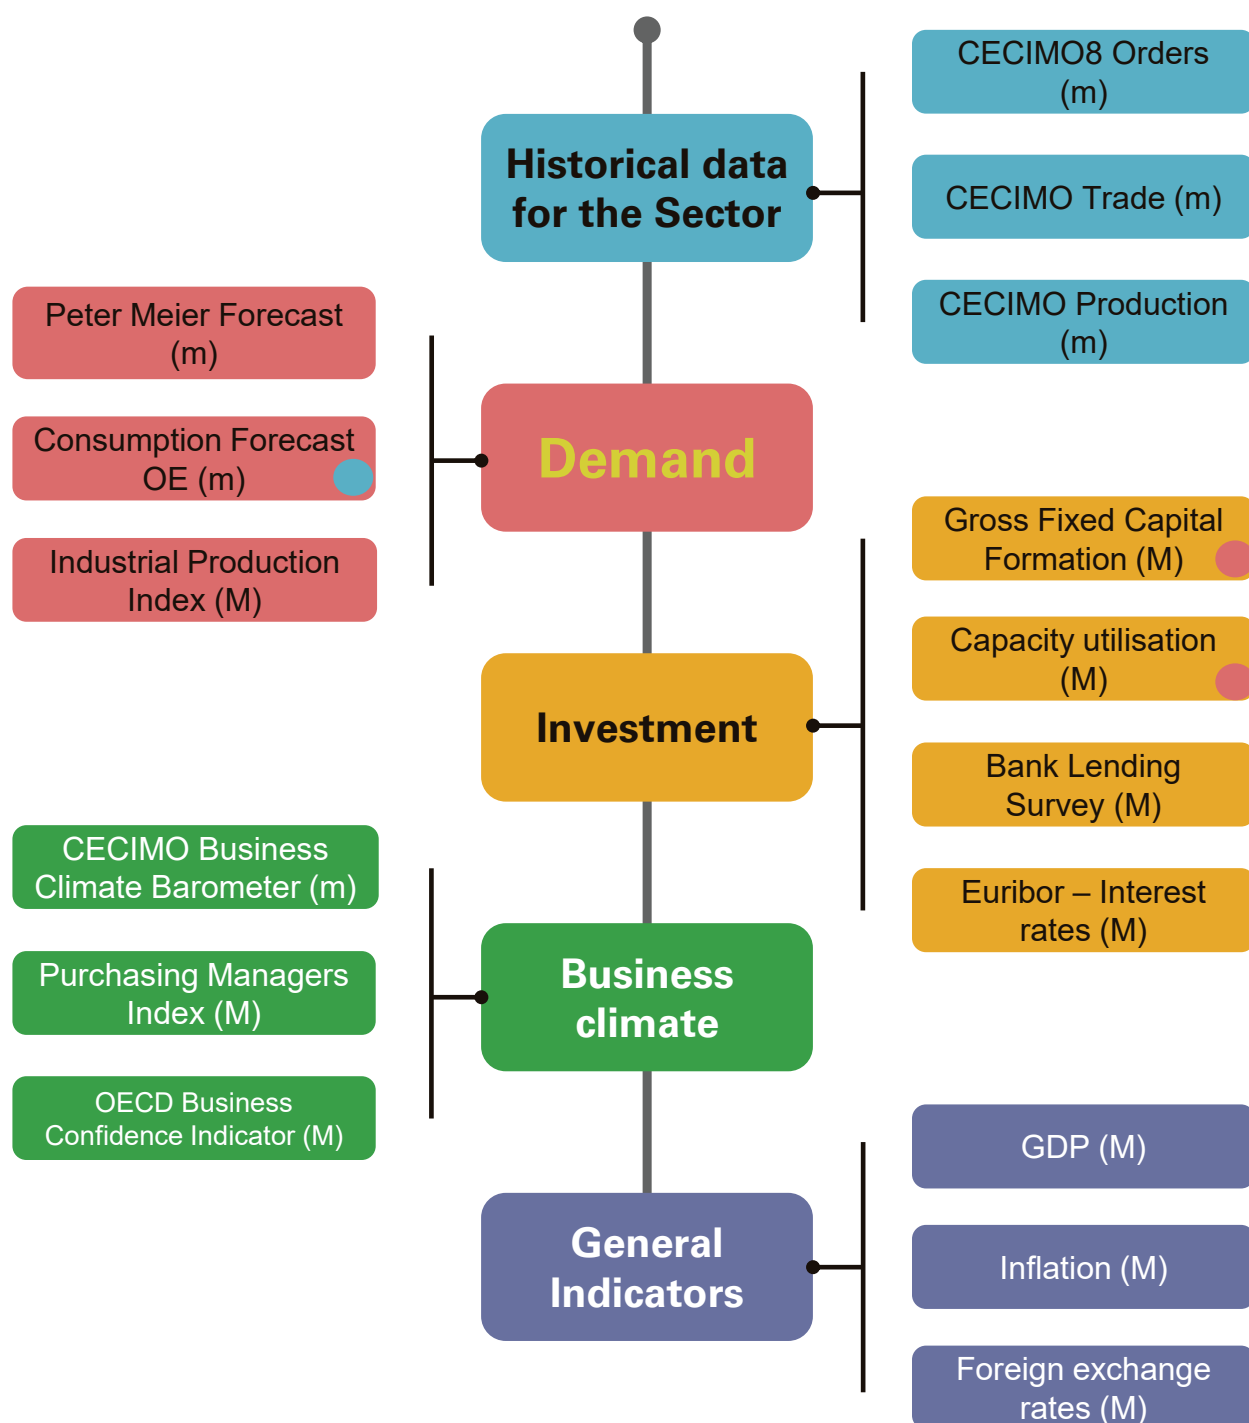 CECIMO8 Orders
(m)
Historical data
for the Sector
CECIMO Trade (m)
CECIMO Production
(m)
Peter Meier Forecast
(m)
Consumption Forecast
OE (m)
Industrial Production
Index (M)
Demand
Gross Fixed Capital
Formation (M)
Capacity utilisation
(M)
Bank Lending
Survey (M)
Euribor – Interest
rates (M)
Investment
CECIMO Business
Climate Barometer (m)
Purchasing Managers
Index (M)
OECD Business
Confidence Indicator (M)
Business
climate
GDP (M)
Inflation (M)
Foreign exchange
rates (M)
General
Indicators